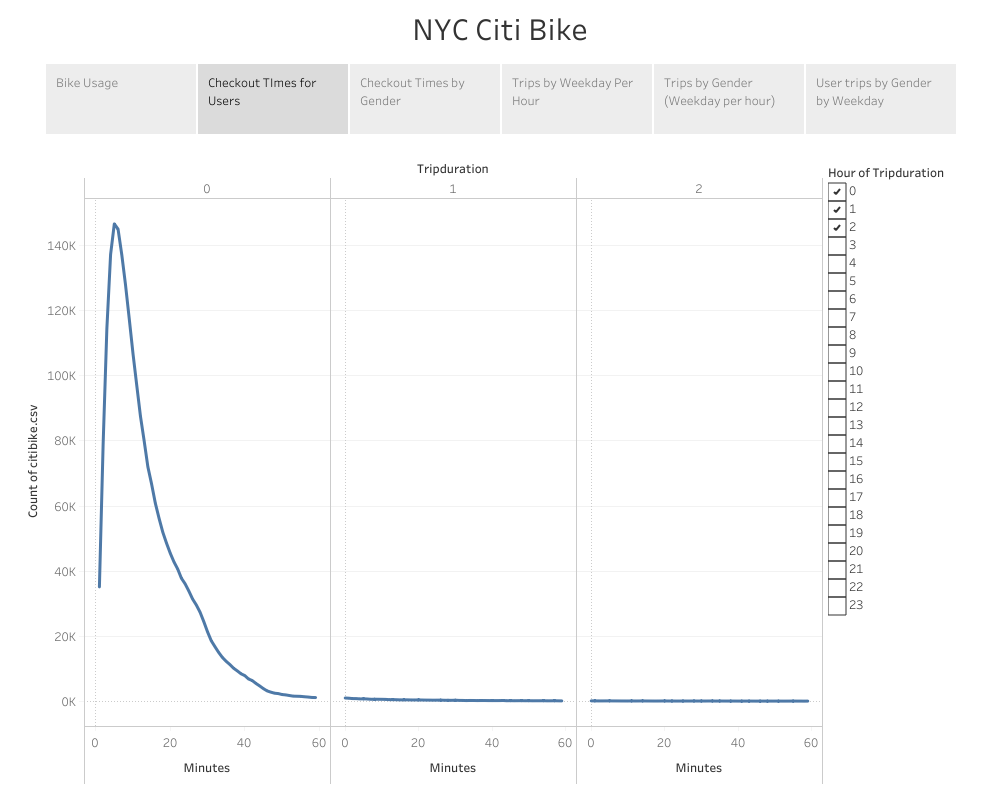 NYC Citi Bike
Bike Usage
Checkout TImes for
Users
Checkout Times by
Gender
Trips by Weekday Per
Hour
Trips by Gender
(Weekday per hour)
User trips by Gender
by Weekday
Tripduration
0
1
2
Count of citibike.csv
140K
120K
100K
80K
60K
40K
20K
0K
0 20 40 60
0 20 40 60
0 20 40 60
Minutes
Minutes
Minutes
Hour of Tripduration
0
1
2
3
4
5
6
7
8
9
10
11
12
13
14
15
16
17
18
19
20
21
22
23